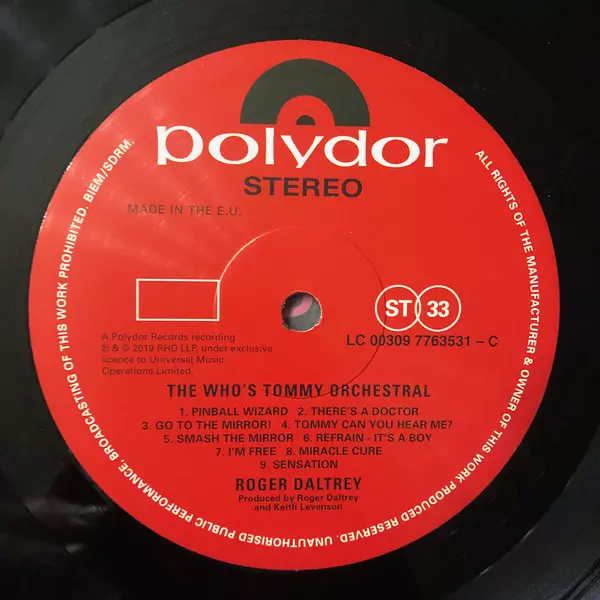 polydor
STEREO
MADE IN THE E.U.
ST 33
LC 00309 7763531 – C
A Polydor Records recording
℗ & © 2019 RHD LLP. under exclusive
licence to Universal Music
Operations Limited.
THE WHO'S TOMMY ORCHESTRAL
1. PINBALL WIZARD 2. THERE'S A DOCTOR
3. GO TO THE MIRROR! 4. TOMMY CAN YOU HEAR ME?
5. SMASH THE MIRROR 6. REFRAIN - IT'S A BOY
7. I'M FREE 8. MIRACLE CURE
9. SENSATION
ROGER DALTREY
Produced by Roger Daltrey
and Keith Levenson
ALL RIGHTS OF THE MANUFACTURER & OWNER OF THIS WORK PRODUCED RESERVED. UNAUTHORISED PUBLIC PERFORMANCE, BROADCASTING OF THIS WORK PROHIBITED. BIEM/SDRM.